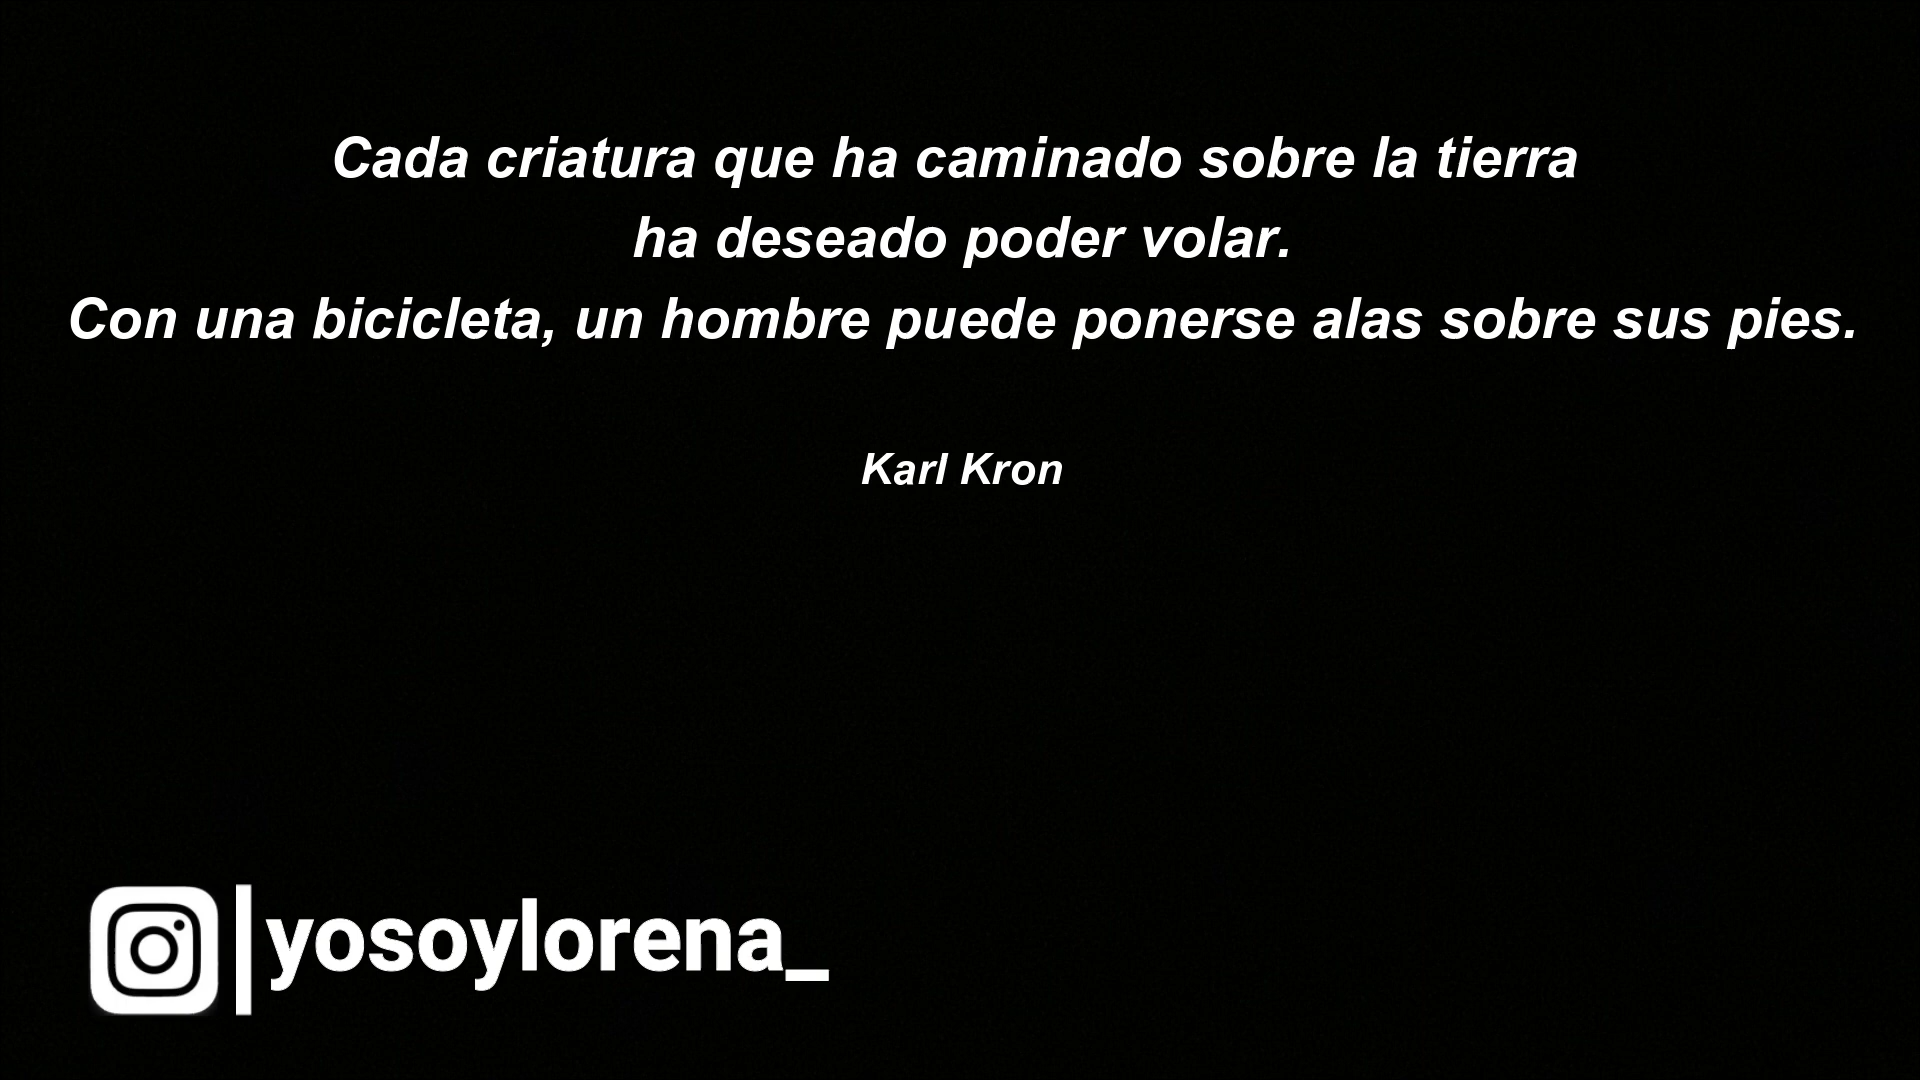 Cada criatura que ha caminado sobre la tierra
ha deseado poder volar.
Con una bicicleta, un hombre puede ponerse alas sobre sus pies.
Karl Kron
yosoylorena_